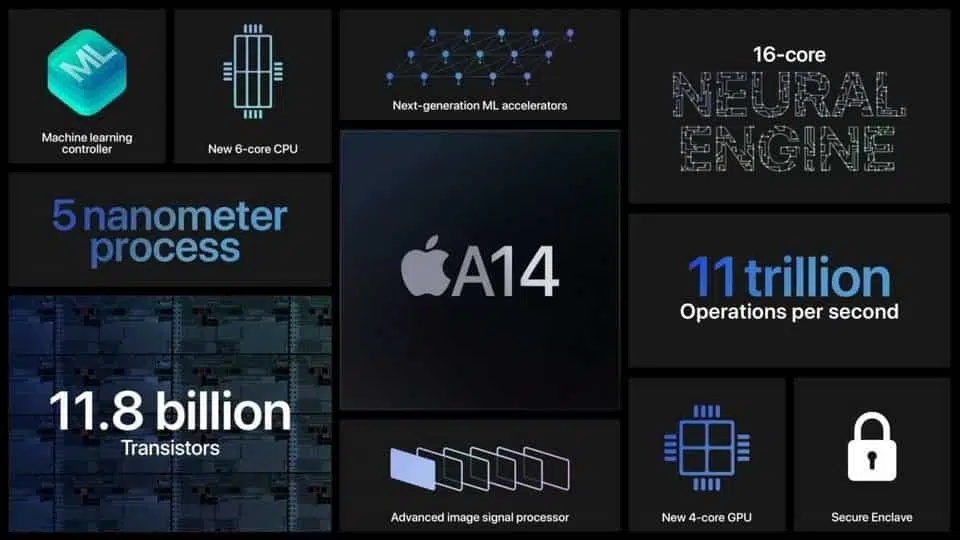 ML
Machine learning
controller
New 6-core CPU
Next-generation ML accelerators
16-core
NEURAL
ENGINE
5 nanometer
process
A14
11 trillion
Operations per second
11.8 billion
Transistors
Advanced image signal processor
New 4-core GPU
Secure Enclave